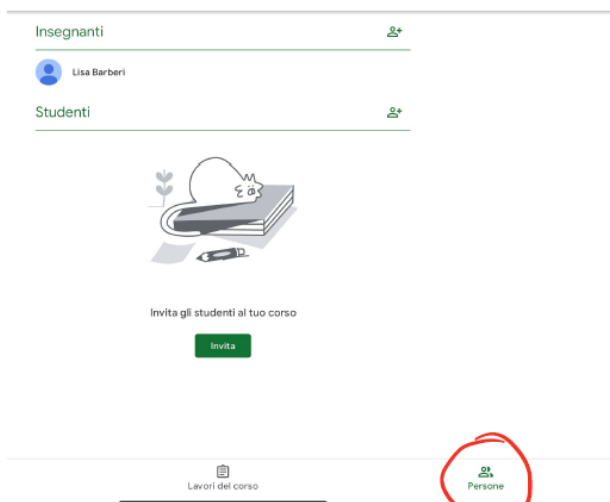 Insegnanti
Lisa Barberi
Studenti
Invita gli studenti al tuo corso
Invita
Lavori del corso
Persone